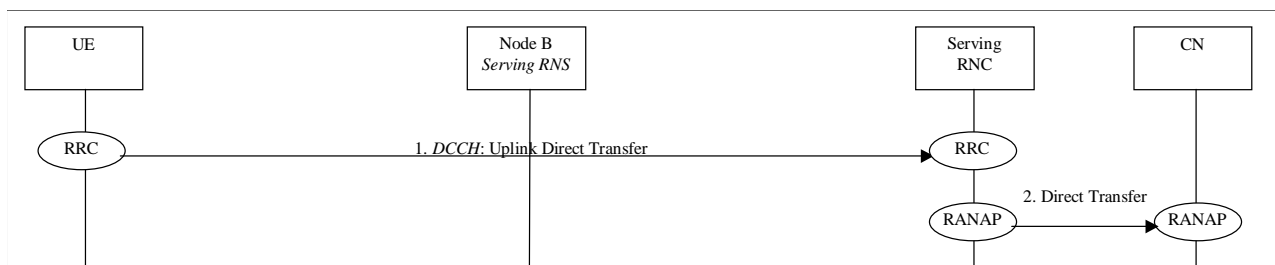 UE
Node B
Serving RNS
Serving
RNC
CN
RRC
1. DCCH: Uplink Direct Transfer
RRC
2. Direct Transfer
RANAP
RANAP